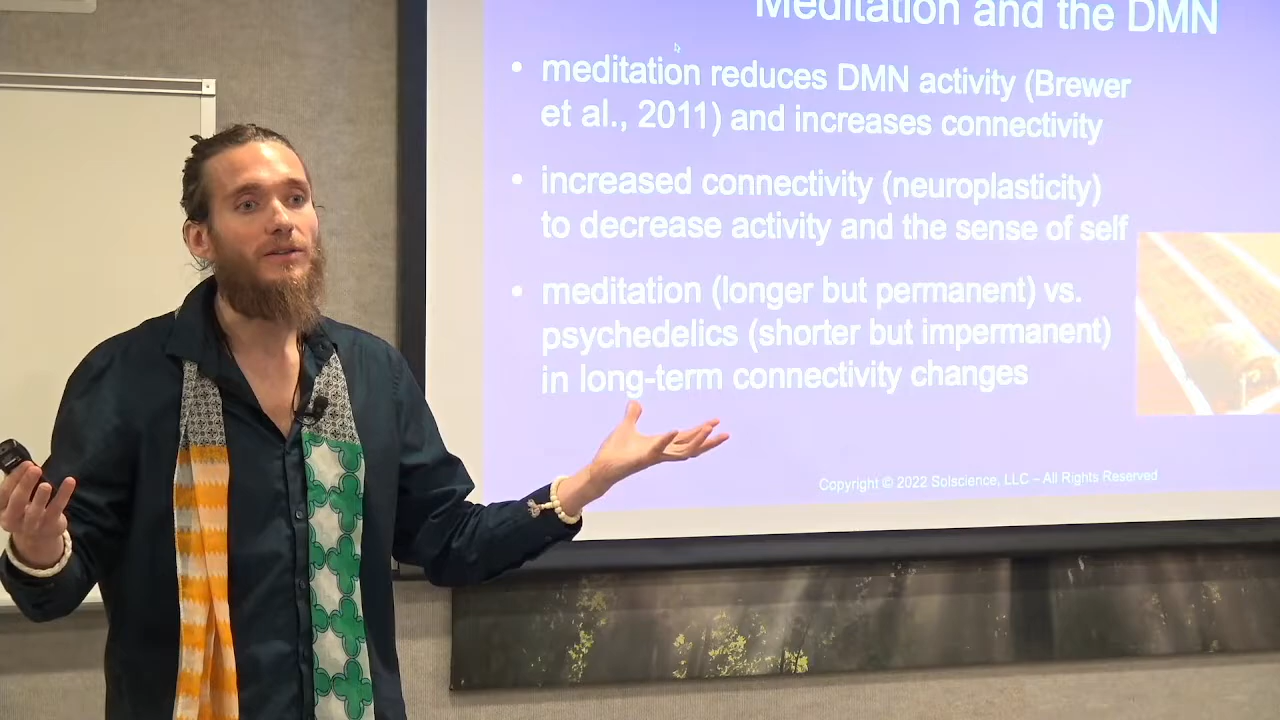 Meditation and the DMN
• meditation reduces DMN activity (Brewer
et al., 2011) and increases connectivity
• increased connectivity (neuroplasticity)
to decrease activity and the sense of self
• meditation (longer but permanent) vs.
psychedelics (shorter but impermanent)
in long-term connectivity changes
Copyright © 2022 Solscience, LLC – All Rights Reserved